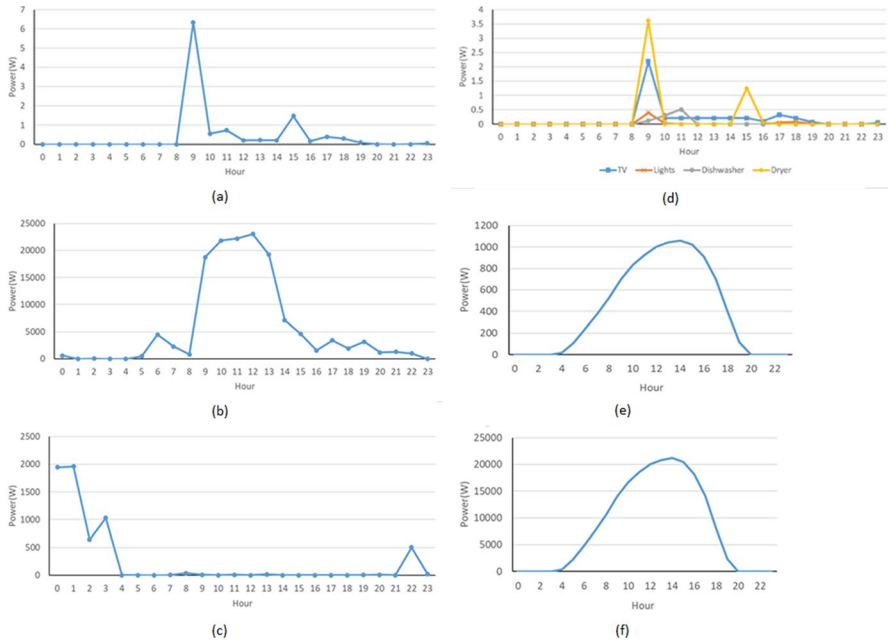 7
6
5
4
3
2
1
0
Power(W)
0 1 2 3 4 5 6 7 8 9 10 11 12 13 14 15 16 17 18 19 20 21 22 23
Hour
(a)
4
3.5
3
2.5
2
1.5
1
0.5
0
Power(W)
0 1 2 3 4 5 6 7 8 9 10 11 12 13 14 15 16 17 18 19 20 21 22 23
Hour
TV Lights Dishwasher Dryer
(d)
25000
20000
15000
10000
5000
0
Power(W)
0 1 2 3 4 5 6 7 8 9 10 11 12 13 14 15 16 17 18 19 20 21 22 23
Hour
(b)
1200
1000
800
600
400
200
0
Power(W)
0 2 4 6 8 10 12 14 16 18 20 22
Hour
(e)
2500
2000
1500
1000
500
0
Power(W)
0 1 2 3 4 5 6 7 8 9 10 11 12 13 14 15 16 17 18 19 20 21 22 23
Hour
(c)
25000
20000
15000
10000
5000
0
Power(W)
0 2 4 6 8 10 12 14 16 18 20 22
Hour
(f)